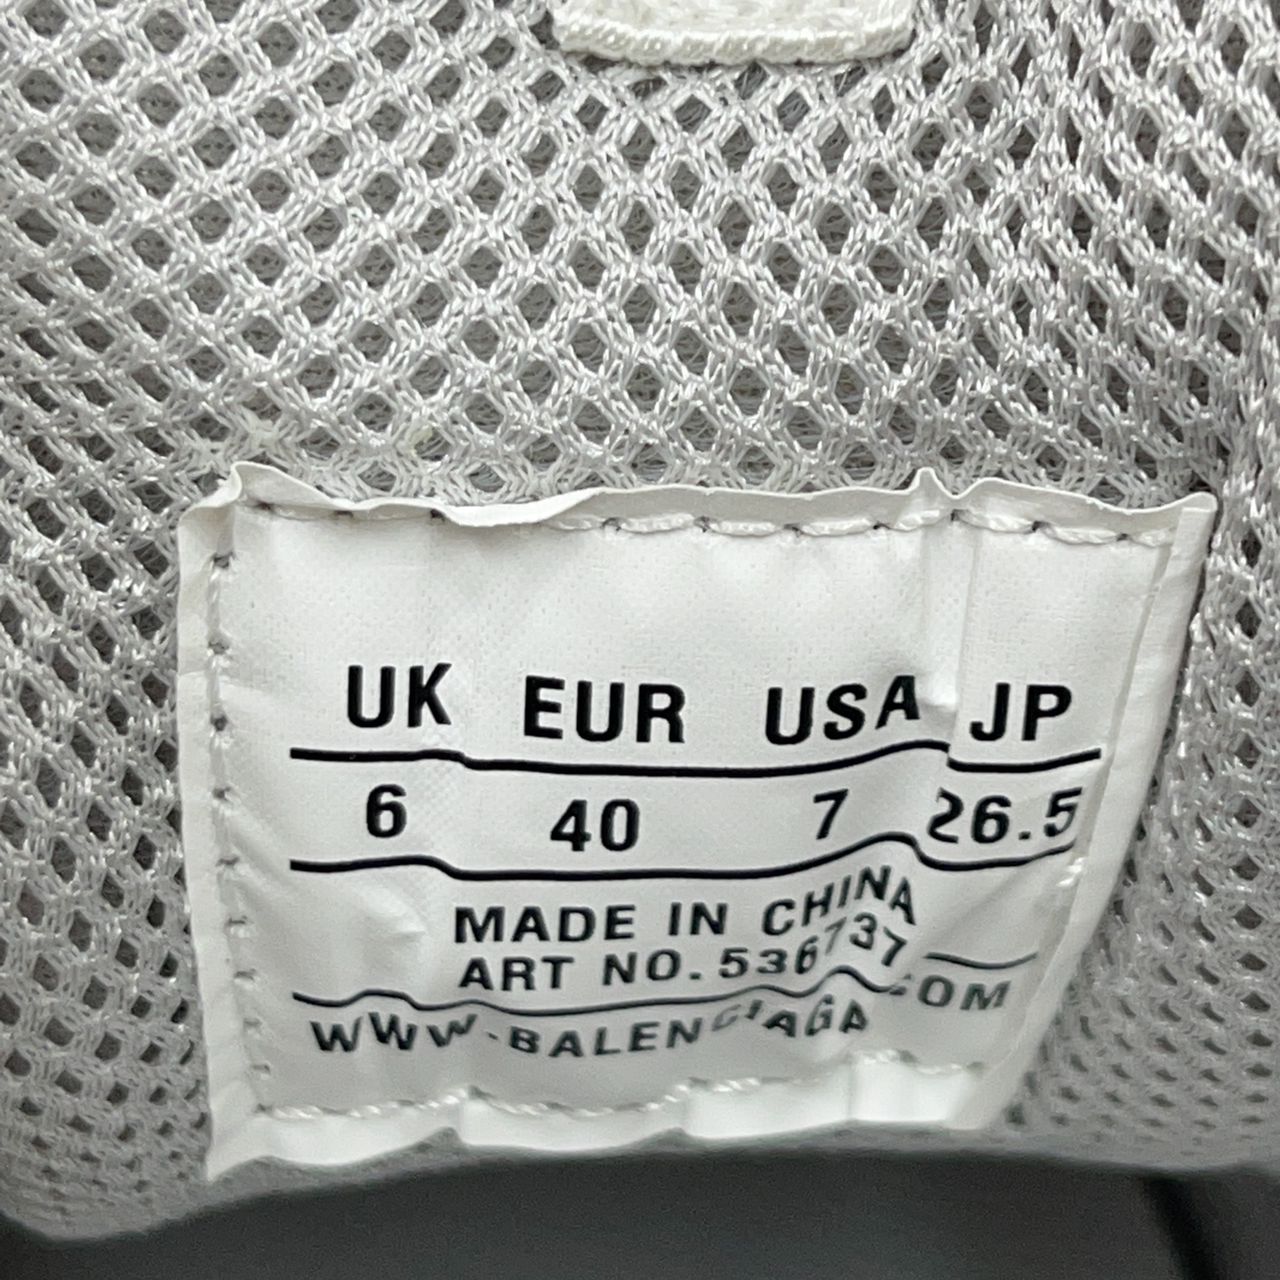 UK EUR USA JP
6 40 7 26.5
MADE IN CHINA
ART NO.536737
WWW.BALENCIAGA.COM